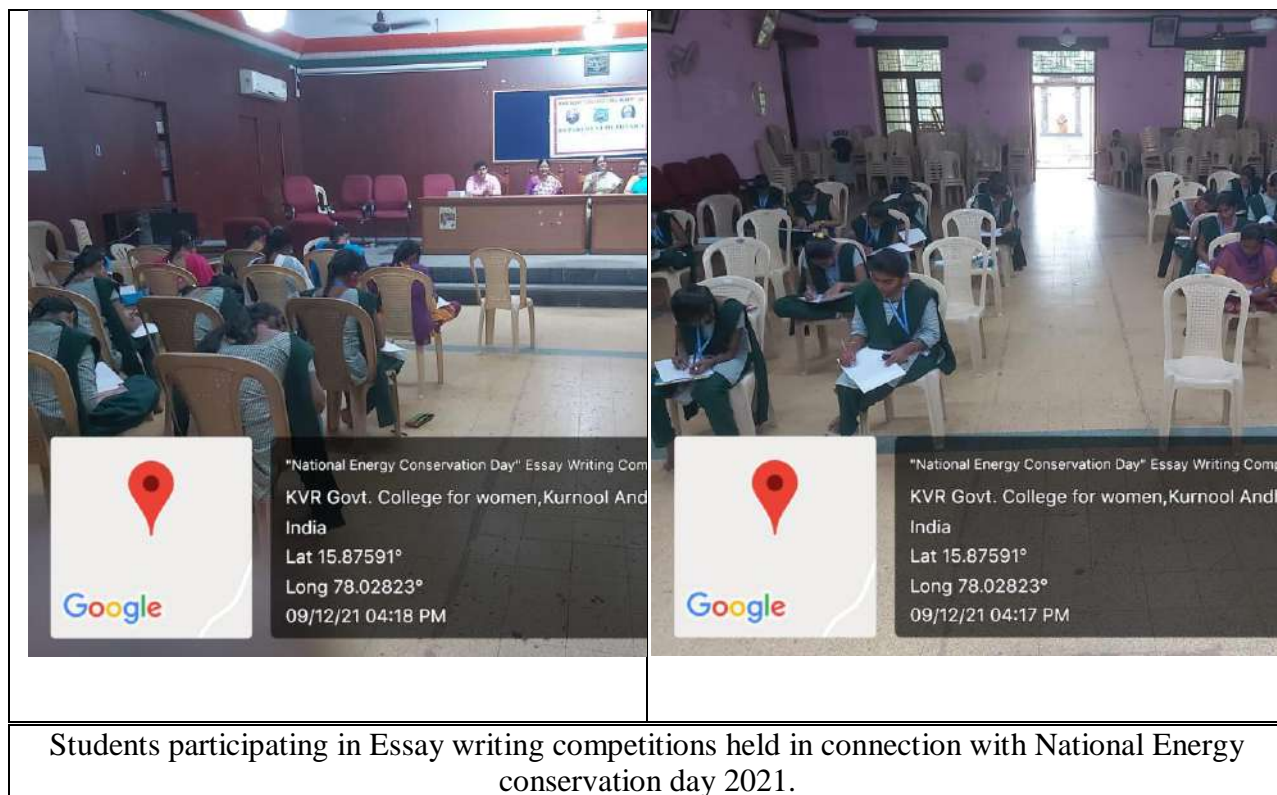 "National Energy Conservation Day" Essay Writing Com
KVR Govt. College for women,Kurnool And
India
Lat 15.87591°
Long 78.02823°
09/12/21 04:18 PM
Google
"National Energy Conservation Day" Essay Writing Comp
KVR Govt. College for women,Kurnool Andh
India
Lat 15.87591°
Long 78.02823°
09/12/21 04:17 PM
Google
Students participating in Essay writing competitions held in connection with National Energy
conservation day 2021.